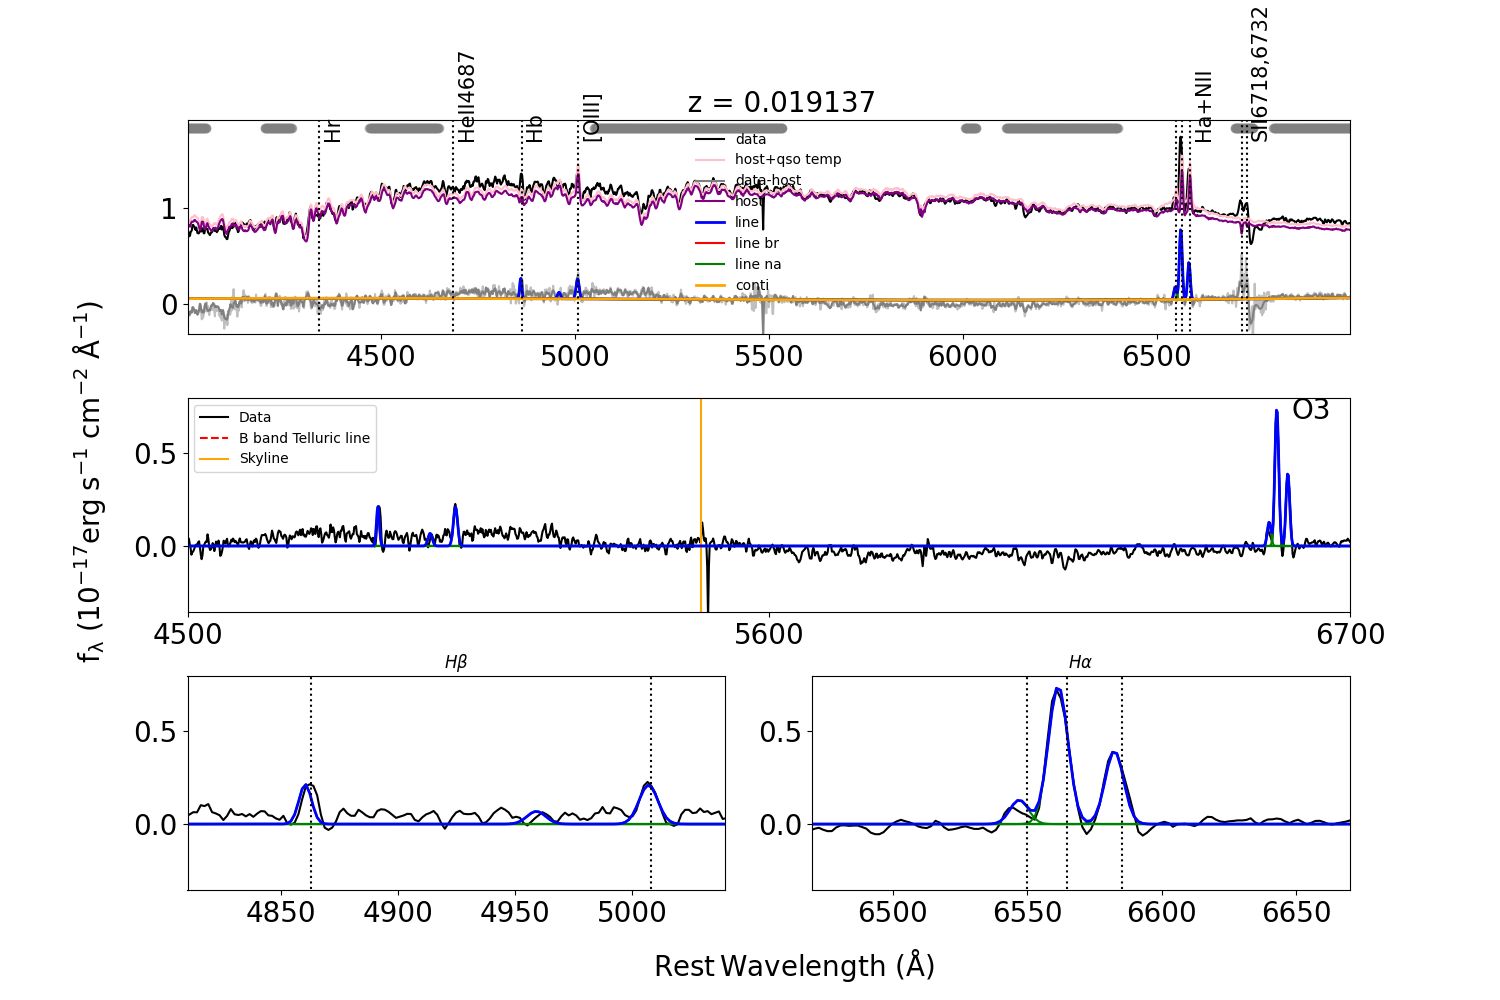 z = 0.019137
Hr
HeII4687
Hb
[OIII]
Ha+NII
SII6718,6732
data
host+qso temp
data-host
host
line
line br
line na
conti
1
0
4500
5000
5500
6000
6500
fλ (10⁻¹⁷erg s⁻¹ cm⁻² Å⁻¹)
Data
B band Telluric line
Skyline
O3
0.5
0.0
4500
5600
6700
Hβ
0.5
0.0
4850
4900
4950
5000
Hα
0.5
0.0
6500
6550
6600
6650
Rest Wavelength (Å)